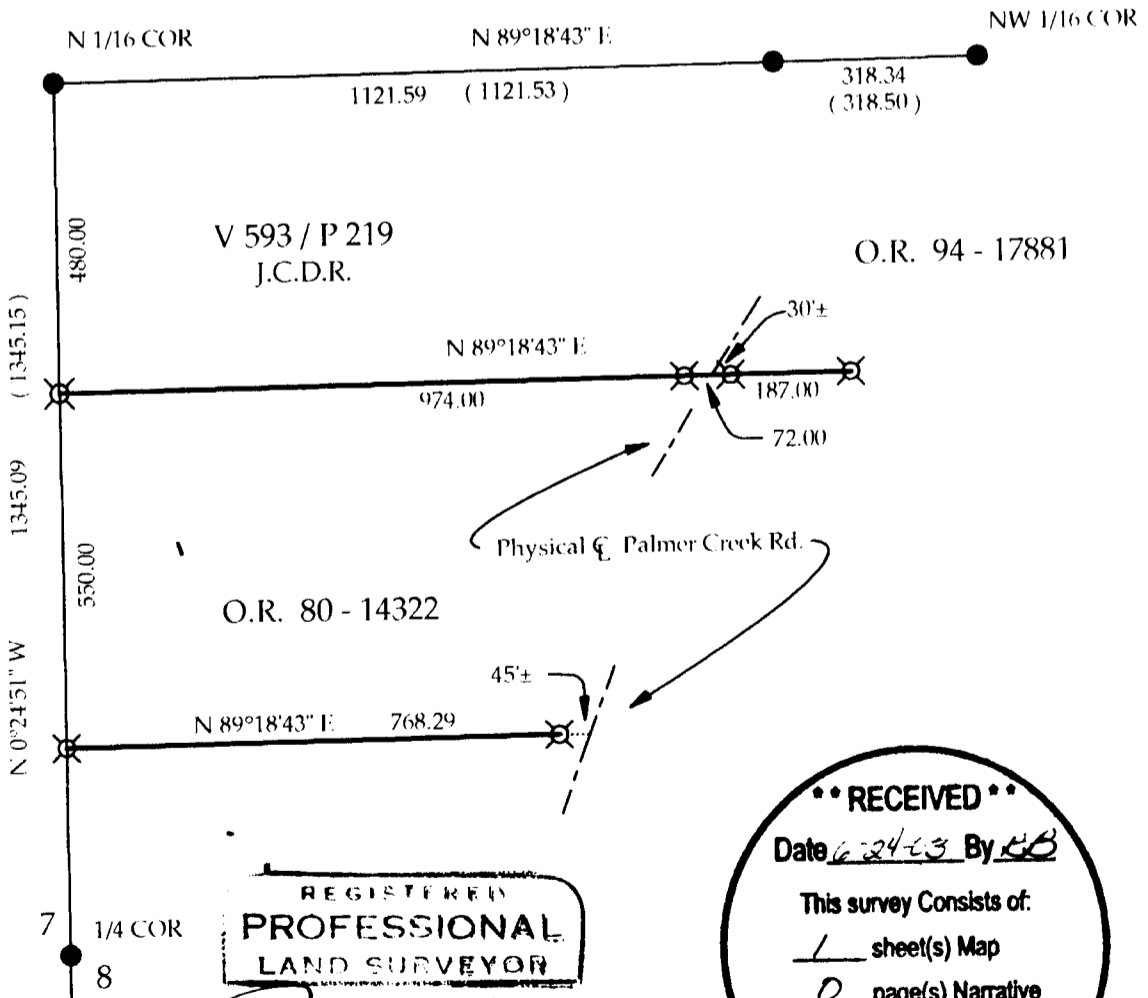 N 1/16 COR
N 89°18'43" E
NW 1/16 COR
1121.59 ( 1121.53 )
318.34
( 318.50 )
480.00
V 593 / P 219
J.C.D.R.
O.R. 94 - 17881
( 1345.15 )
30'±
N 89°18'43" E
974.00
187.00
72.00
1345.09
550.00
Physical ℄ Palmer Creek Rd.
O.R. 80 - 14322
45'±
N 0°24'51" W
N 89°18'43" E 768.29
** RECEIVED **
Date 6-24-03 By
This survey Consists of:
1 sheet(s) Map
0 page(s) Narrative
REGISTERED
PROFESSIONAL
LAND SURVEYOR
7
1/4 COR
8